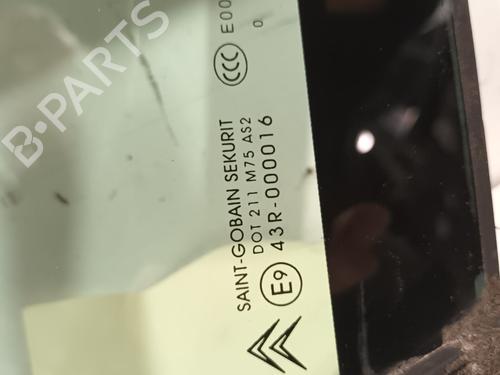 SAINT-GOBAIN SEKURIT
DOT 211 M75 AS2
E9 43R-000016
CCC E00
0
B-PARTS